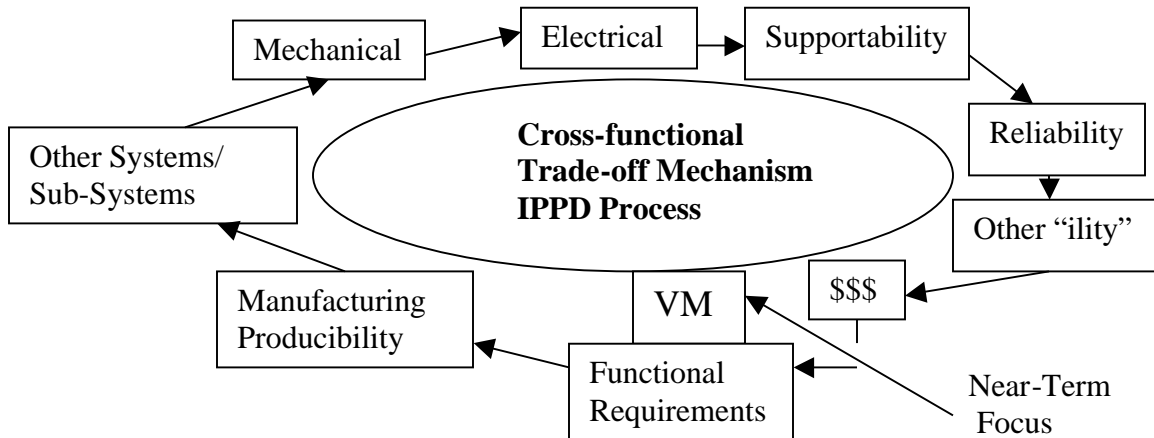 Mechanical
Electrical
Supportability
Reliability
Other “ility”
$$$
Near-Term
Focus
VM
Functional
Requirements
Manufacturing
Producibility
Other Systems/
Sub-Systems
Cross-functional
Trade-off Mechanism
IPPD Process